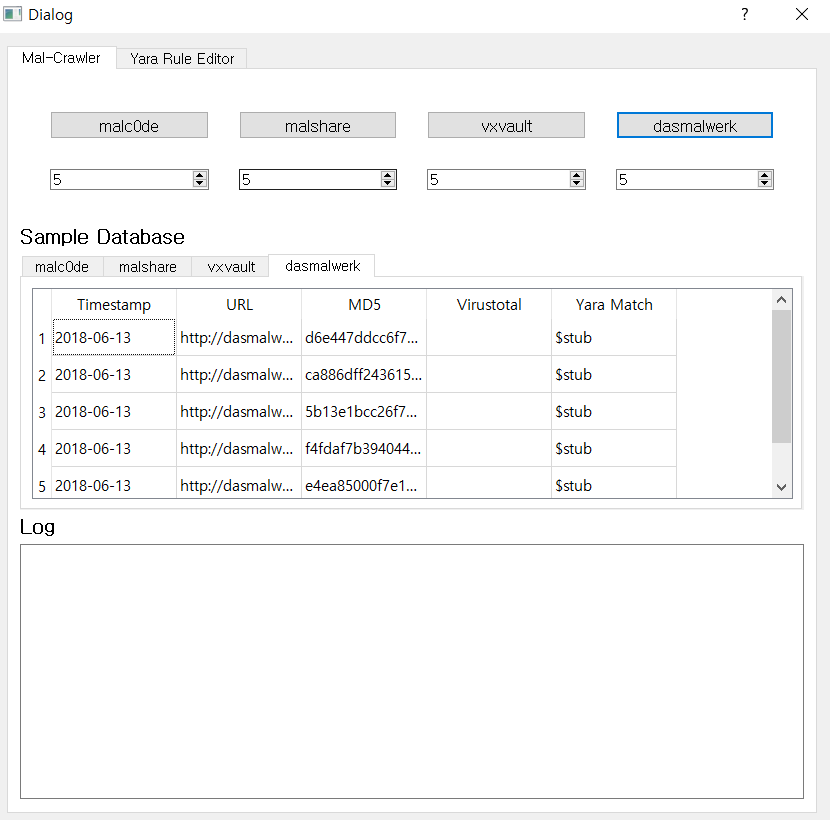 Dialog ?
Mal-Crawler Yara Rule Editor
malc0de malshare vxvault dasmalwerk
5 5 5 5
Sample Database
malc0de malshare vxvault dasmalwerk
Timestamp URL MD5 Virustotal Yara Match
1 2018-06-13 http://dasmalw... d6e447ddcc6f7... $stub
2 2018-06-13 http://dasmalw... ca886dff243615... $stub
3 2018-06-13 http://dasmalw... 5b13e1bcc26f7... $stub
4 2018-06-13 http://dasmalw... f4fdaf7b394044... $stub
5 2018-06-13 http://dasmalw... e4ea85000f7e1... $stub
Log